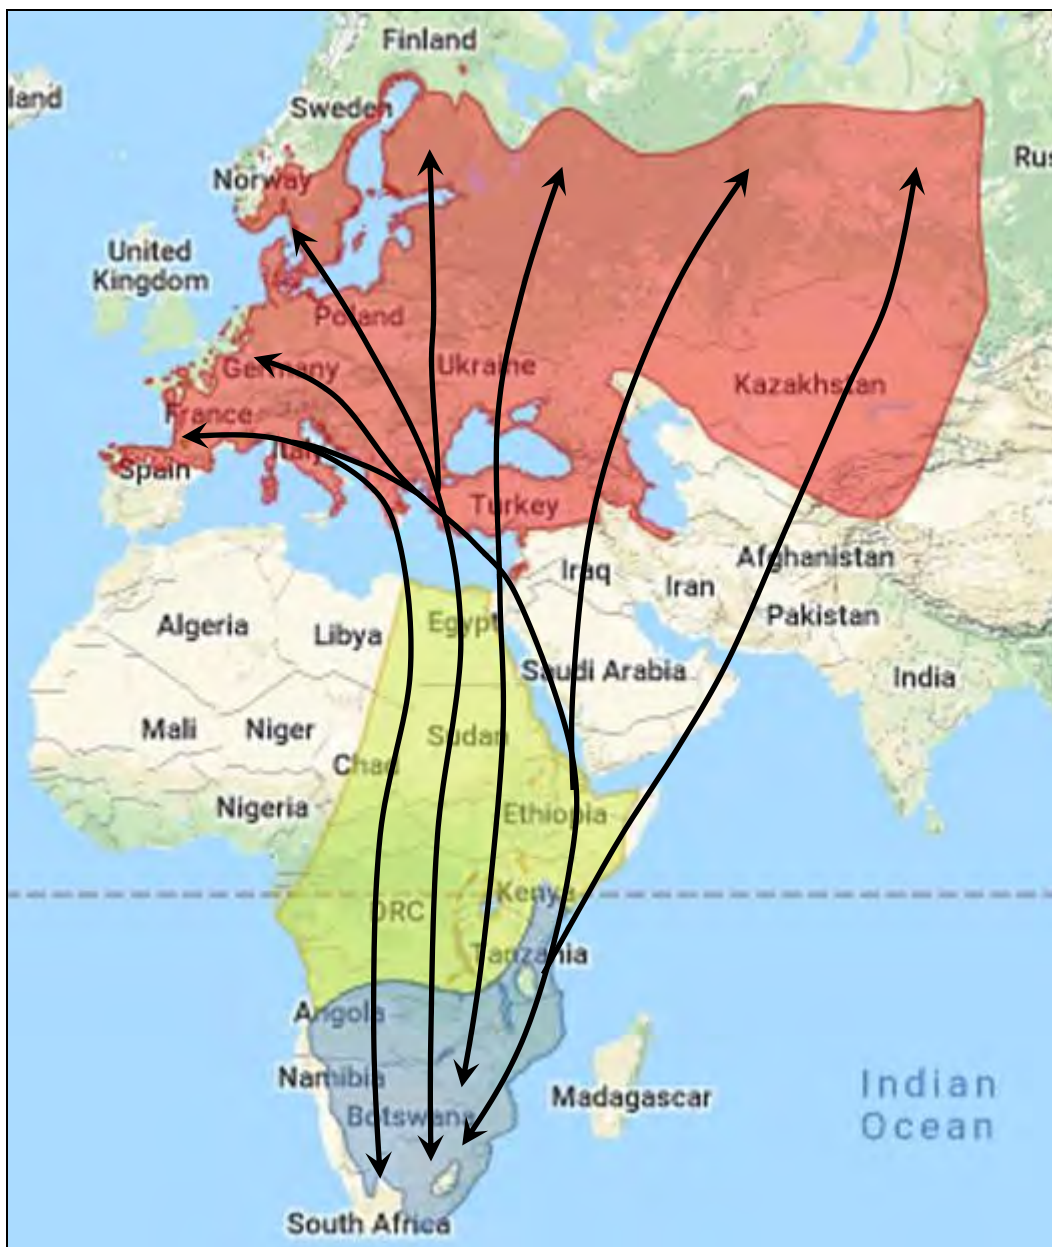 Finland
land
Sweden
Rus
Norway
United
Kingdom
Poland
Ukraine
Germany
Kazakhstan
France
Italy
Spain
Turkey
Afghanistan
Iraq
Iran
Pakistan
Algeria
Egypt
Libya
Saudi Arabia
India
Mali
Niger
Sudan
Chad
Nigeria
Ethiopia
Kenya
DRC
Tanzania
Angola
Namibia
Madagascar
Indian
Ocean
Botswana
South Africa